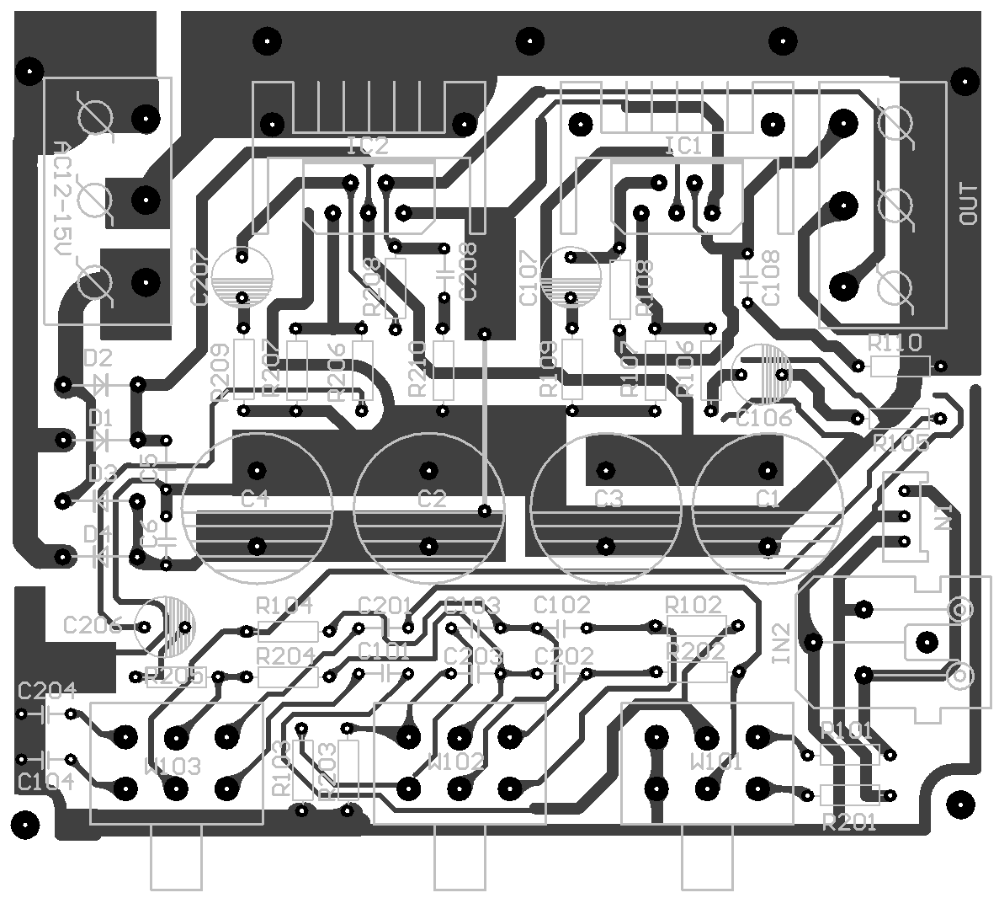 IC2
IC1
AC12-15V
OUT
C207
R208
C208
C107
R108
C108
D2
R209
R207
R206
R210
R109
R107
R106
R110
C106
R105
D1
C5
D3
C4
C2
C3
C1
IN
D4
C6
C206
R104
C201
C103
C102
R102
IN2
R204
C101
C203
C202
R202
R205
C204
R101
C104
W103
R103
R203
W102
W101
R201